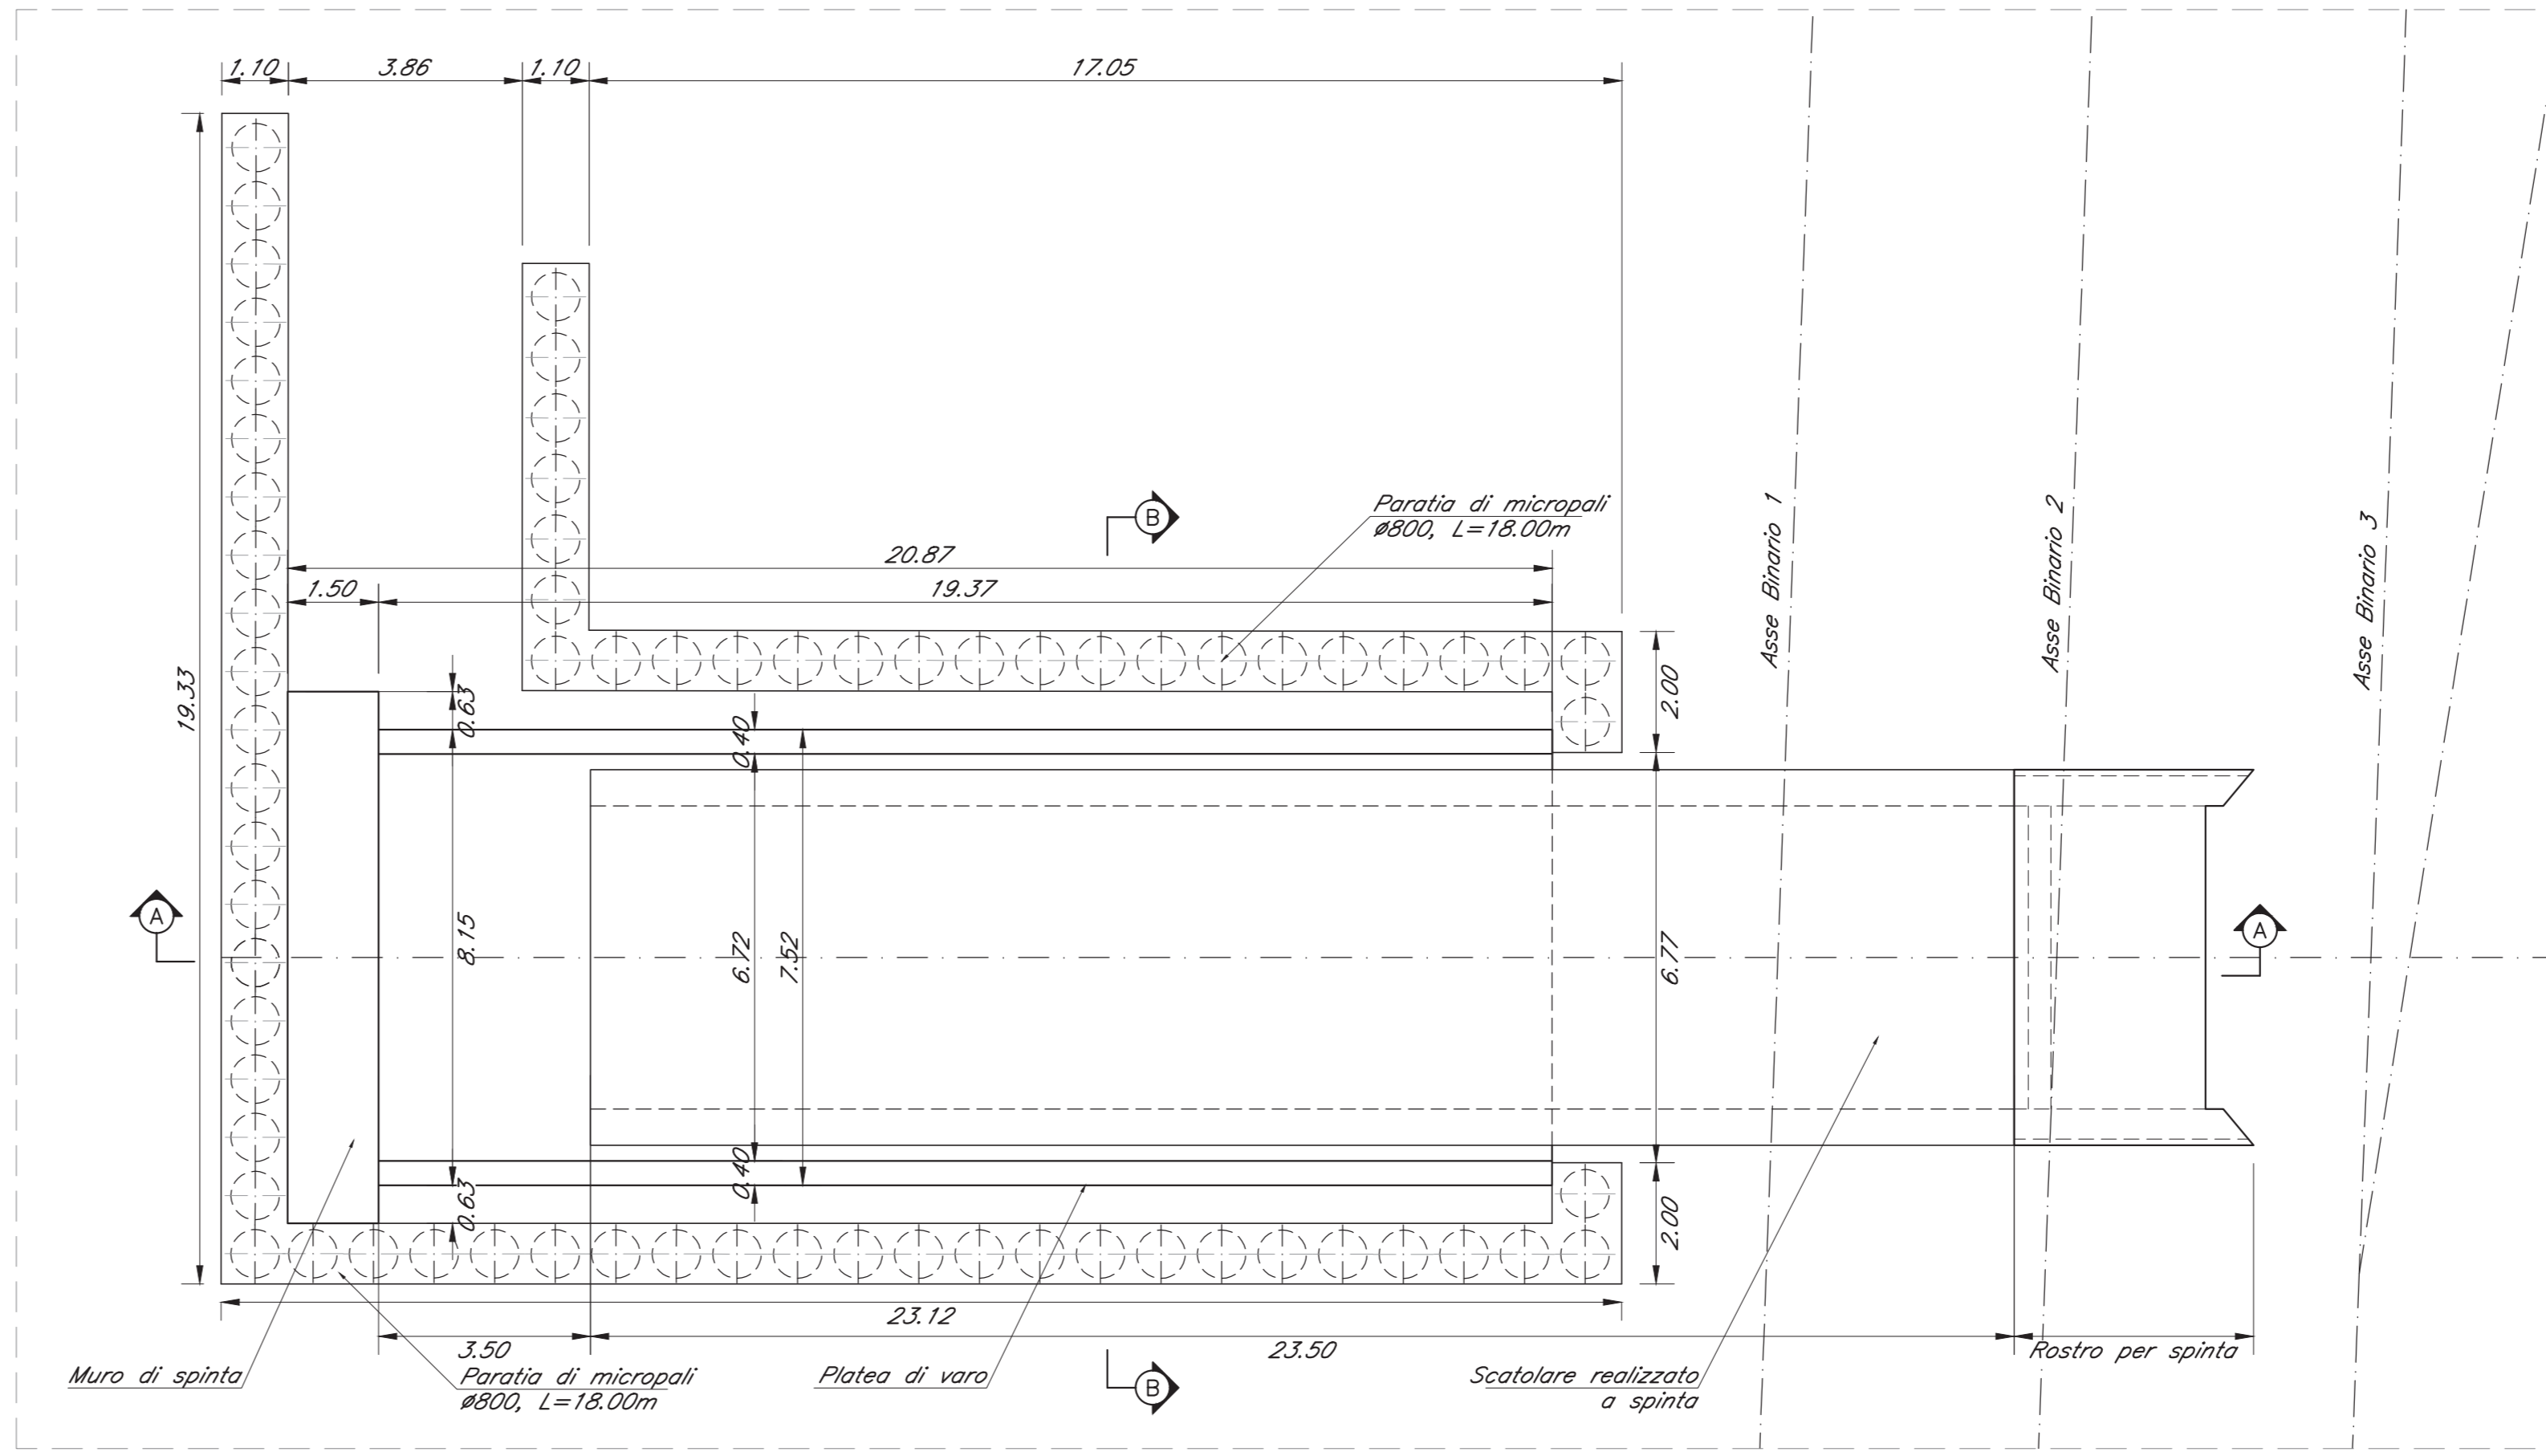 1.10
3.86
1.10
17.05
Paratia di micropali
ø800, L=18.00m
B
20.87
1.50
19.37
Asse Binario 1
Asse Binario 2
Asse Binario 3
19.33
0.63
0.40
2.00
A
8.15
6.72
7.52
6.77
A
0.63
0.40
2.00
23.12
3.50
23.50
Rostro per spinta
Muro di spinta
Paratia di micropali
ø800, L=18.00m
Platea di varo
B
Scatolare realizzato
a spinta